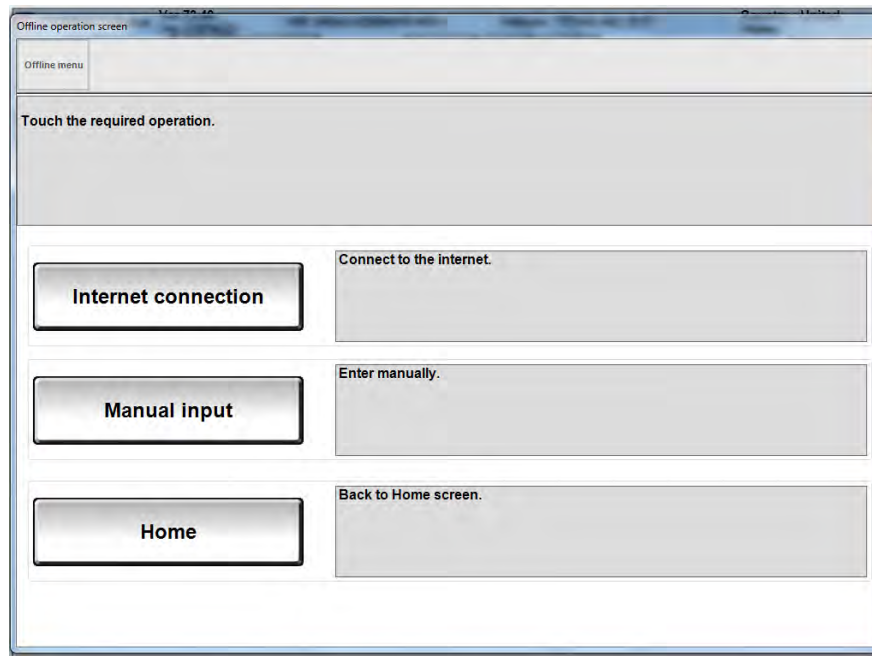 Offline operation screen
Offline menu
Touch the required operation.
Internet connection
Connect to the internet.
Manual input
Enter manually.
Home
Back to Home screen.